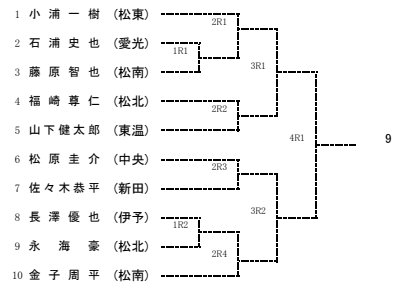 1 小浦一樹 (松東)
2R1
2 石浦史也 (愛光)
1R1
3 藤原智也 (松南)
3R1
4 福崎尊仁 (松北)
2R2
5 山下健太郎 (東温)
4R1
9
6 松原圭介 (中央)
2R3
7 佐々木恭平 (新田)
3R2
8 長澤優也 (伊予)
1R2
9 永海豪 (松北)
2R4
10 金子周平 (松南)